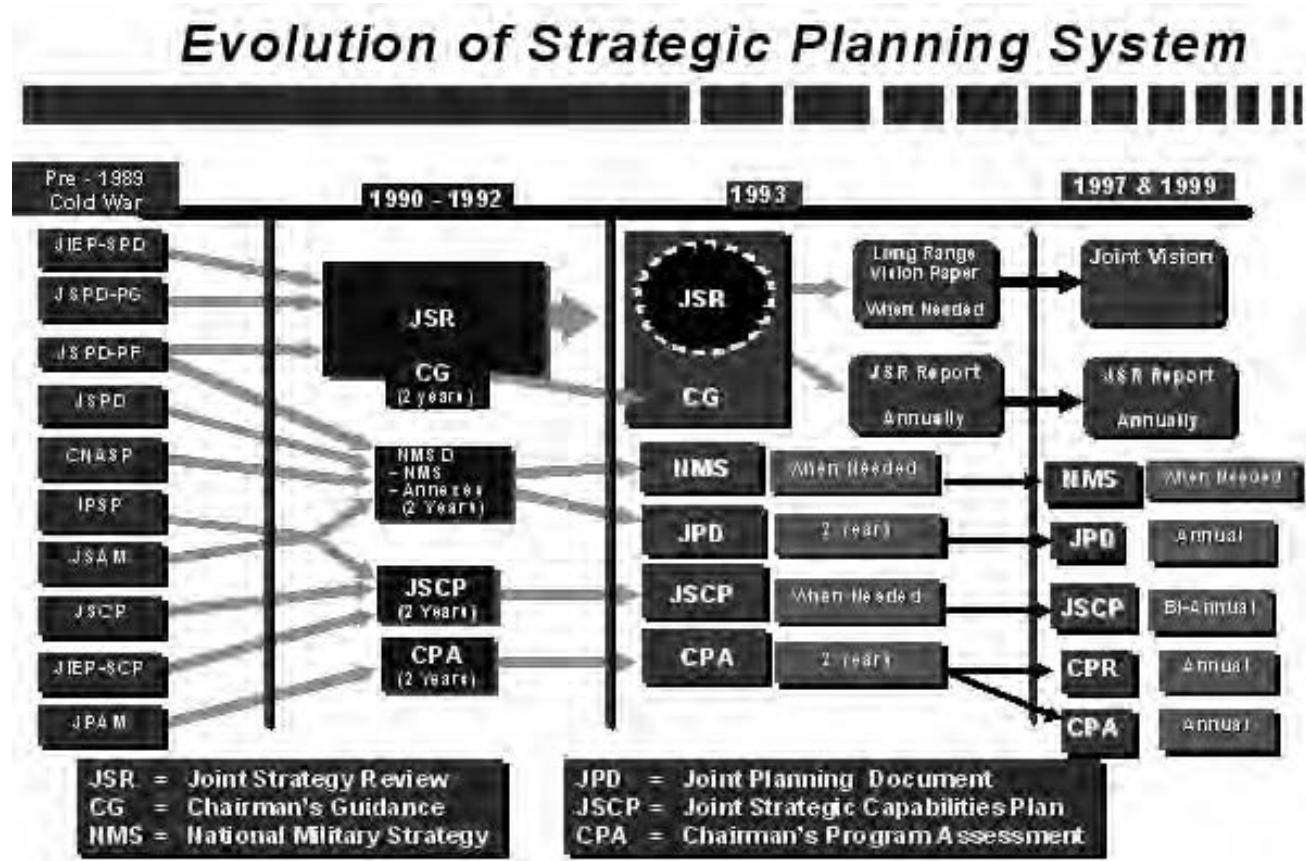 Evolution of Strategic Planning System
Pre - 1989
Cold War
1990 - 1992
1993
1997 & 1999
JIEP-SPD
JSPD-PG
JSPD-PF
JSPD
CNASP
IPSP
JSAM
JSCP
JIEP-SCP
JPAM
JSR
CG
(2 years)
NMSD
- NMS
- Annexes
(2 Years)
JSCP
(2 Years)
CPA
(2 Years)
JSR
CG
Long Range
Vision Paper
When Needed
JSR Report
Annually
NMS
When Needed
JPD
2 Years
JSCP
When Needed
CPA
2 Years
Joint Vision
JSR Report
Annually
NMS
When Needed
JPD
Annual
JSCP
Bi-Annual
CPR
Annual
CPA
Annual
JSR = Joint Strategy Review
CG = Chairman's Guidance
NMS = National Military Strategy
JPD = Joint Planning Document
JSCP = Joint Strategic Capabilities Plan
CPA = Chairman's Program Assessment